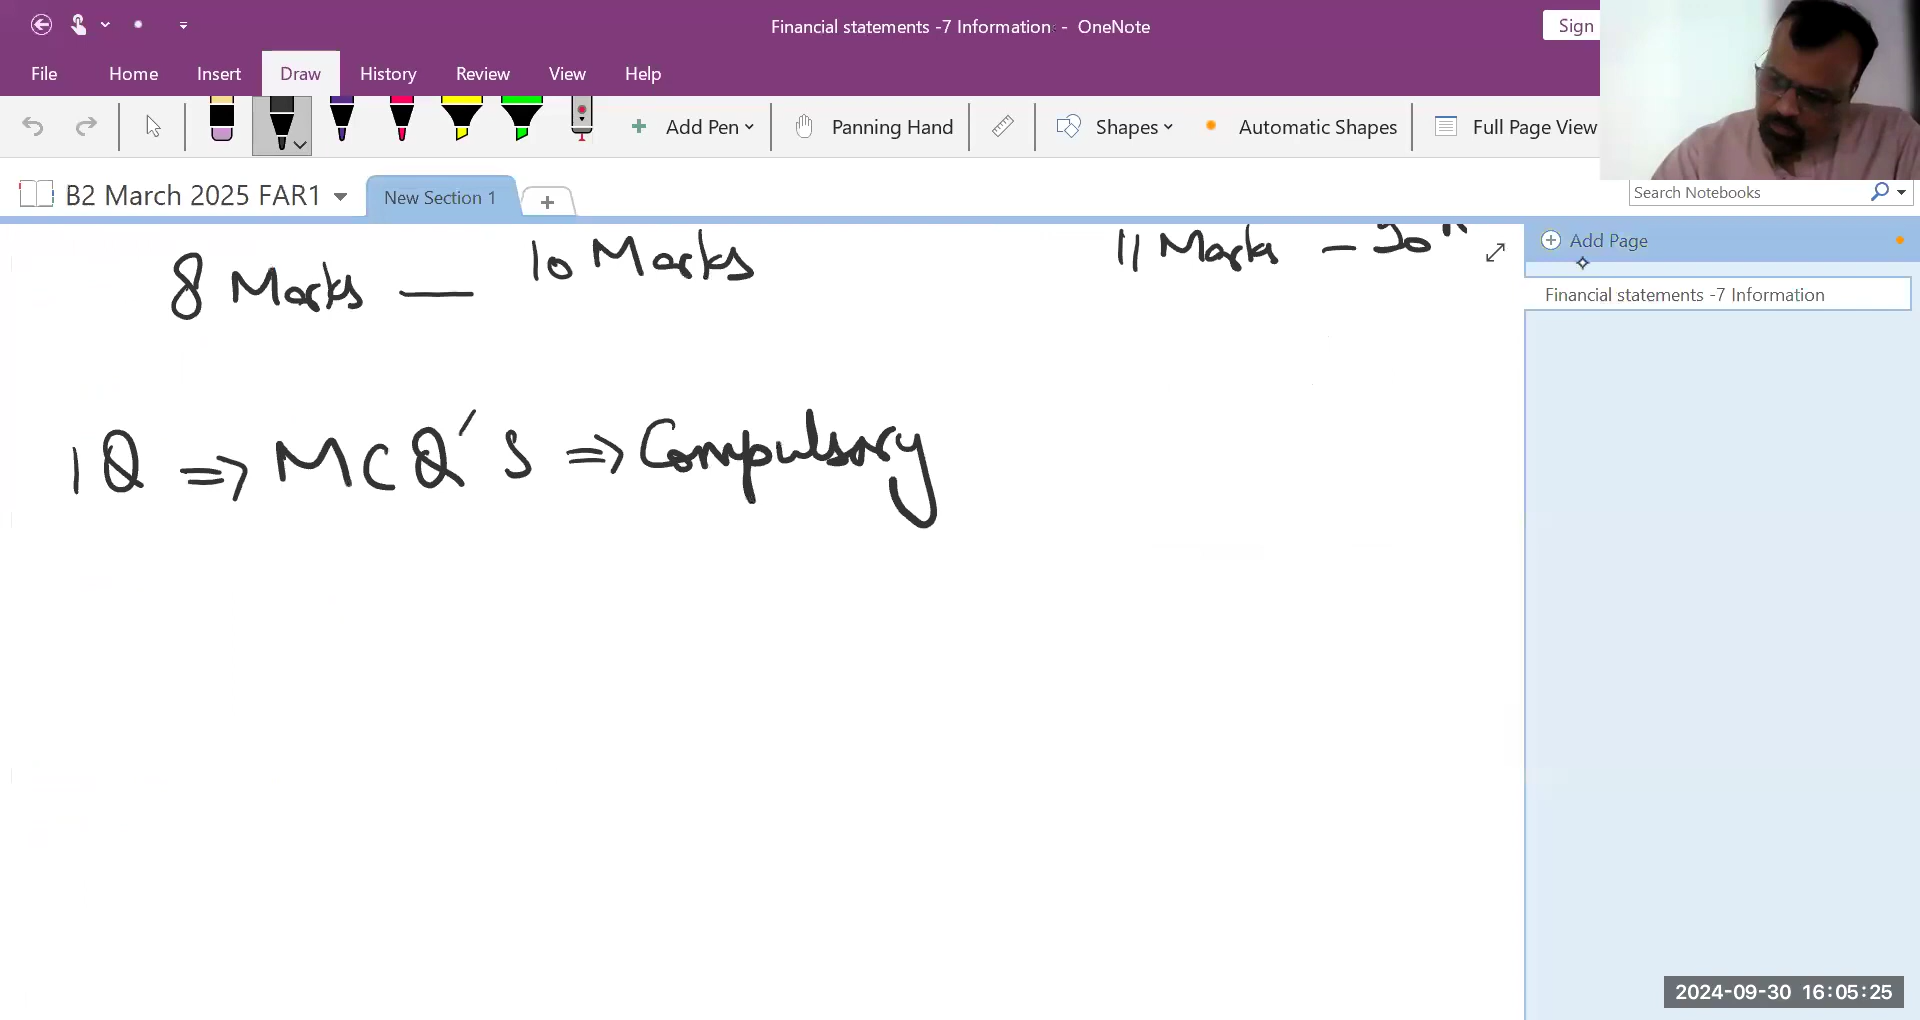 Financial statements -7 Information - OneNote
Sign
File Home Insert Draw History Review View Help
+ Add Pen Panning Hand Shapes Automatic Shapes Full Page View
B2 March 2025 FAR1 New Section 1 +
Search Notebooks
Add Page
Financial statements -7 Information
8 Marks — 10 Marks 11 Marks —
1 Q => MCQ'S => Compulsory
2024-09-30 16:05:25